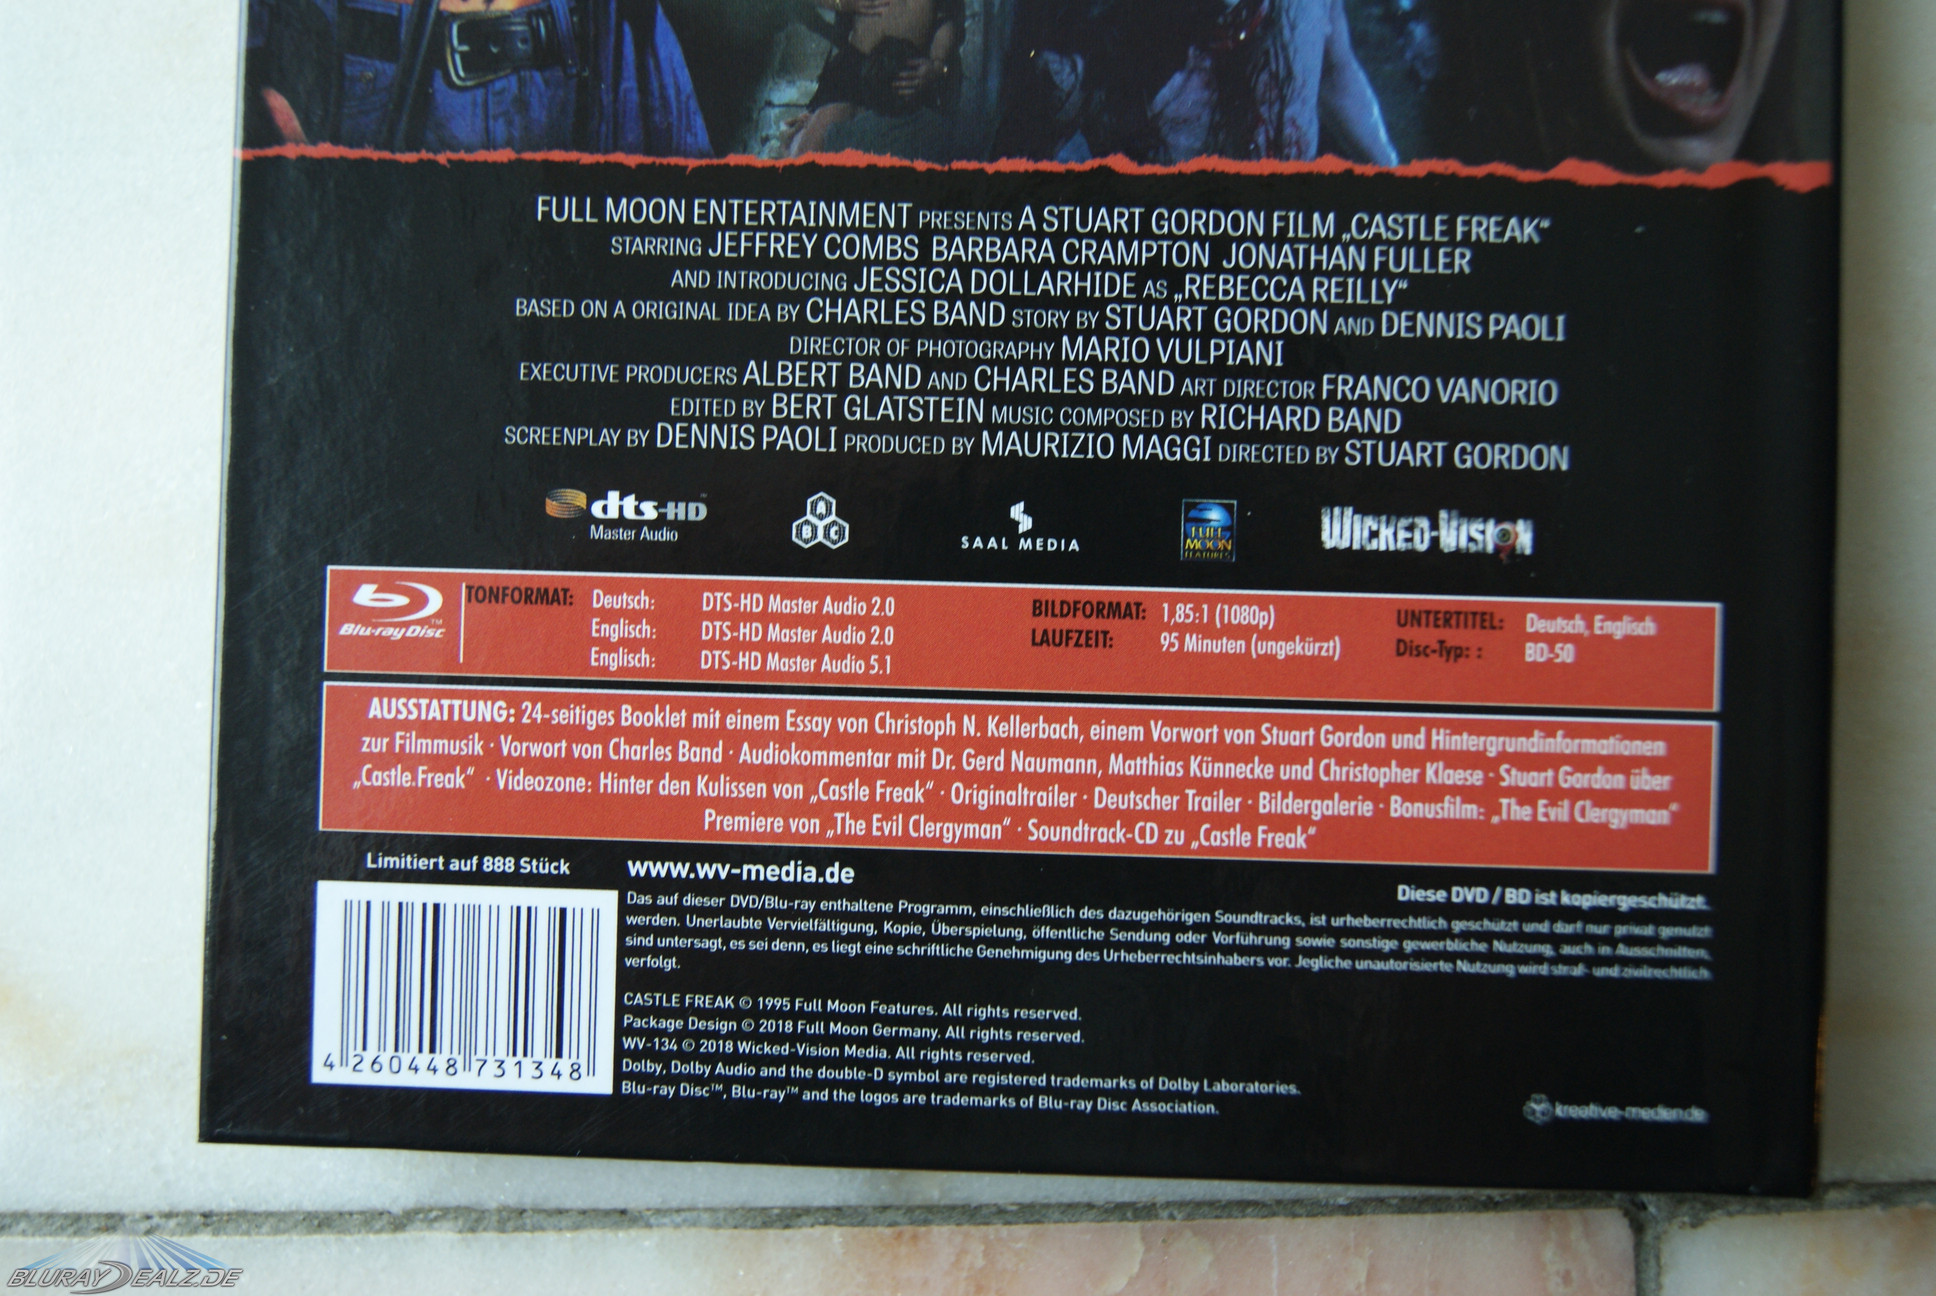 FULL MOON ENTERTAINMENT PRESENTS A STUART GORDON FILM „CASTLE FREAK“
STARRING JEFFREY COMBS BARBARA CRAMPTON JONATHAN FULLER
AND INTRODUCING JESSICA DOLLARHIDE AS „REBECCA REILLY“
BASED ON A ORIGINAL IDEA BY CHARLES BAND STORY BY STUART GORDON AND DENNIS PAOLI
DIRECTOR OF PHOTOGRAPHY MARIO VULPIANI
EXECUTIVE PRODUCERS ALBERT BAND AND CHARLES BAND ART DIRECTOR FRANCO VANORIO
EDITED BY BERT GLATSTEIN MUSIC COMPOSED BY RICHARD BAND
SCREENPLAY BY DENNIS PAOLI PRODUCED BY MAURIZIO MAGGI DIRECTED BY STUART GORDON
dts-HD
Master Audio
A
B C
SAAL MEDIA
FULL
MOON
FEATURES
WICKED-VISION
Blu-ray Disc™
TONFORMAT: Deutsch: DTS-HD Master Audio 2.0
Englisch: DTS-HD Master Audio 2.0
Englisch: DTS-HD Master Audio 5.1
BILDFORMAT: 1,85:1 (1080p)
LAUFZEIT: 95 Minuten (ungekürzt)
UNTERTITEL: Deutsch, Englisch
Disc-Typ: : BD-50
AUSSTATTUNG: 24-seitiges Booklet mit einem Essay von Christoph N. Kellerbach, einem Vorwort von Stuart Gordon und Hintergrundinformationen
zur Filmmusik · Vorwort von Charles Band · Audiokommentar mit Dr. Gerd Naumann, Matthias Künnecke und Christopher Klaese · Stuart Gordon über
„Castle.Freak“ · Videozone: Hinter den Kulissen von „Castle Freak“ · Originaltrailer · Deutscher Trailer · Bildergalerie · Bonusfilm: „The Evil Clergyman“
Premiere von „The Evil Clergyman“ · Soundtrack-CD zu „Castle Freak“
Limitiert auf 888 Stück
4 260448 731348
www.wv-media.de
Diese DVD / BD ist kopiergeschützt.
Das auf dieser DVD/Blu-ray enthaltene Programm, einschließlich des dazugehörigen Soundtracks, ist urheberrechtlich geschützt und darf nur privat genutzt
werden. Unerlaubte Vervielfältigung, Kopie, Überspielung, öffentliche Sendung oder Vorführung sowie sonstige gewerbliche Nutzung, auch in Ausschnitten,
sind untersagt, es sei denn, es liegt eine schriftliche Genehmigung des Urheberrechtsinhabers vor. Jegliche unautorisierte Nutzung wird straf- und zivilrechtlich
verfolgt.
CASTLE FREAK © 1995 Full Moon Features. All rights reserved.
Package Design © 2018 Full Moon Germany. All rights reserved.
WV-134 © 2018 Wicked-Vision Media. All rights reserved.
Dolby, Dolby Audio and the double-D symbol are registered trademarks of Dolby Laboratories.
Blu-ray Disc™, Blu-ray™ and the logos are trademarks of Blu-ray Disc Association.
kreative-medien.de
BLURAYDEALZ.DE